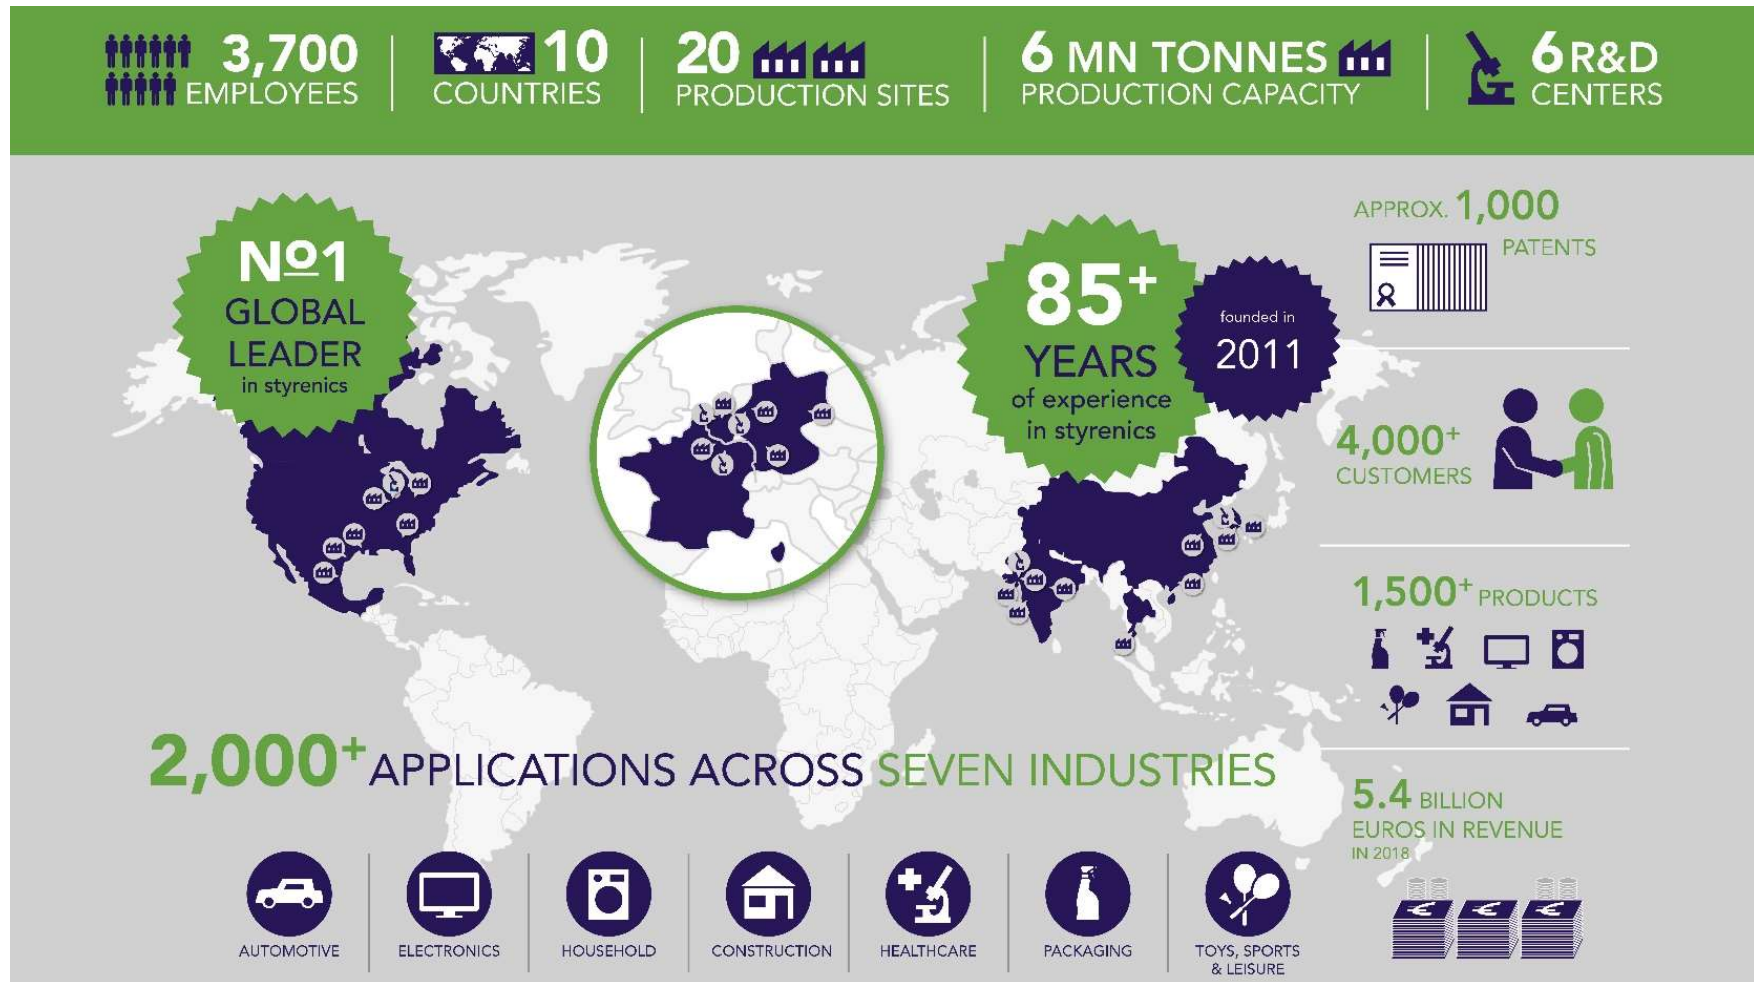 3,700
EMPLOYEES
10
COUNTRIES
20
PRODUCTION SITES
6 MN TONNES
PRODUCTION CAPACITY
6 R&D
CENTERS
Nº1
GLOBAL
LEADER
in styrenics
85+
YEARS
of experience
in styrenics
founded in
2011
APPROX. 1,000
PATENTS
4,000+
CUSTOMERS
1,500+ PRODUCTS
5.4 BILLION
EUROS IN REVENUE
IN 2018
2,000+ APPLICATIONS ACROSS SEVEN INDUSTRIES
AUTOMOTIVE
ELECTRONICS
HOUSEHOLD
CONSTRUCTION
HEALTHCARE
PACKAGING
TOYS, SPORTS
& LEISURE
€ € €